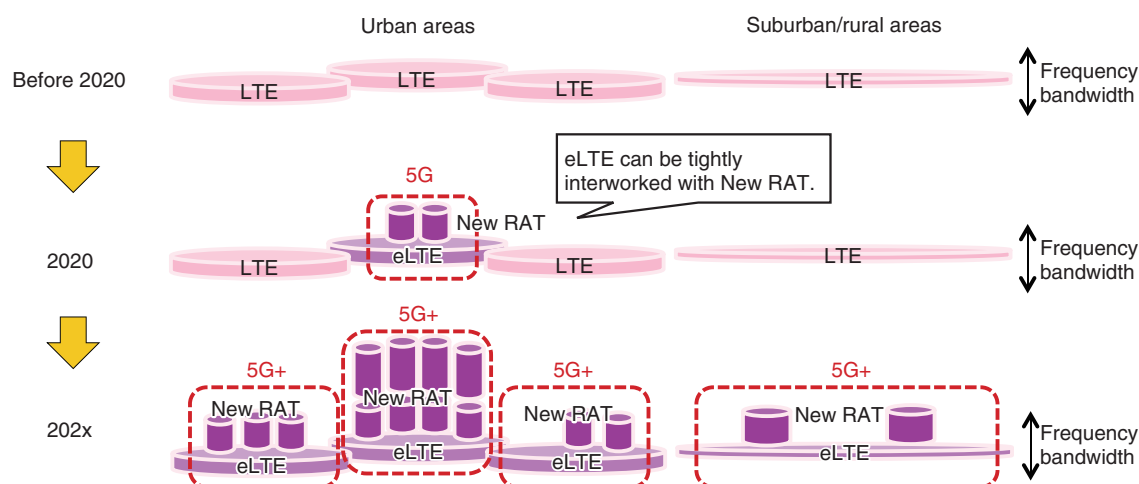 Urban areas
Suburban/rural areas
Before 2020
LTE
LTE
LTE
LTE
Frequency
bandwidth
eLTE can be tightly
interworked with New RAT.
5G
New RAT
2020
LTE
eLTE
LTE
LTE
Frequency
bandwidth
5G+
5G+
5G+
5G+
202x
New RAT
New RAT
New RAT
New RAT
eLTE
eLTE
eLTE
eLTE
Frequency
bandwidth